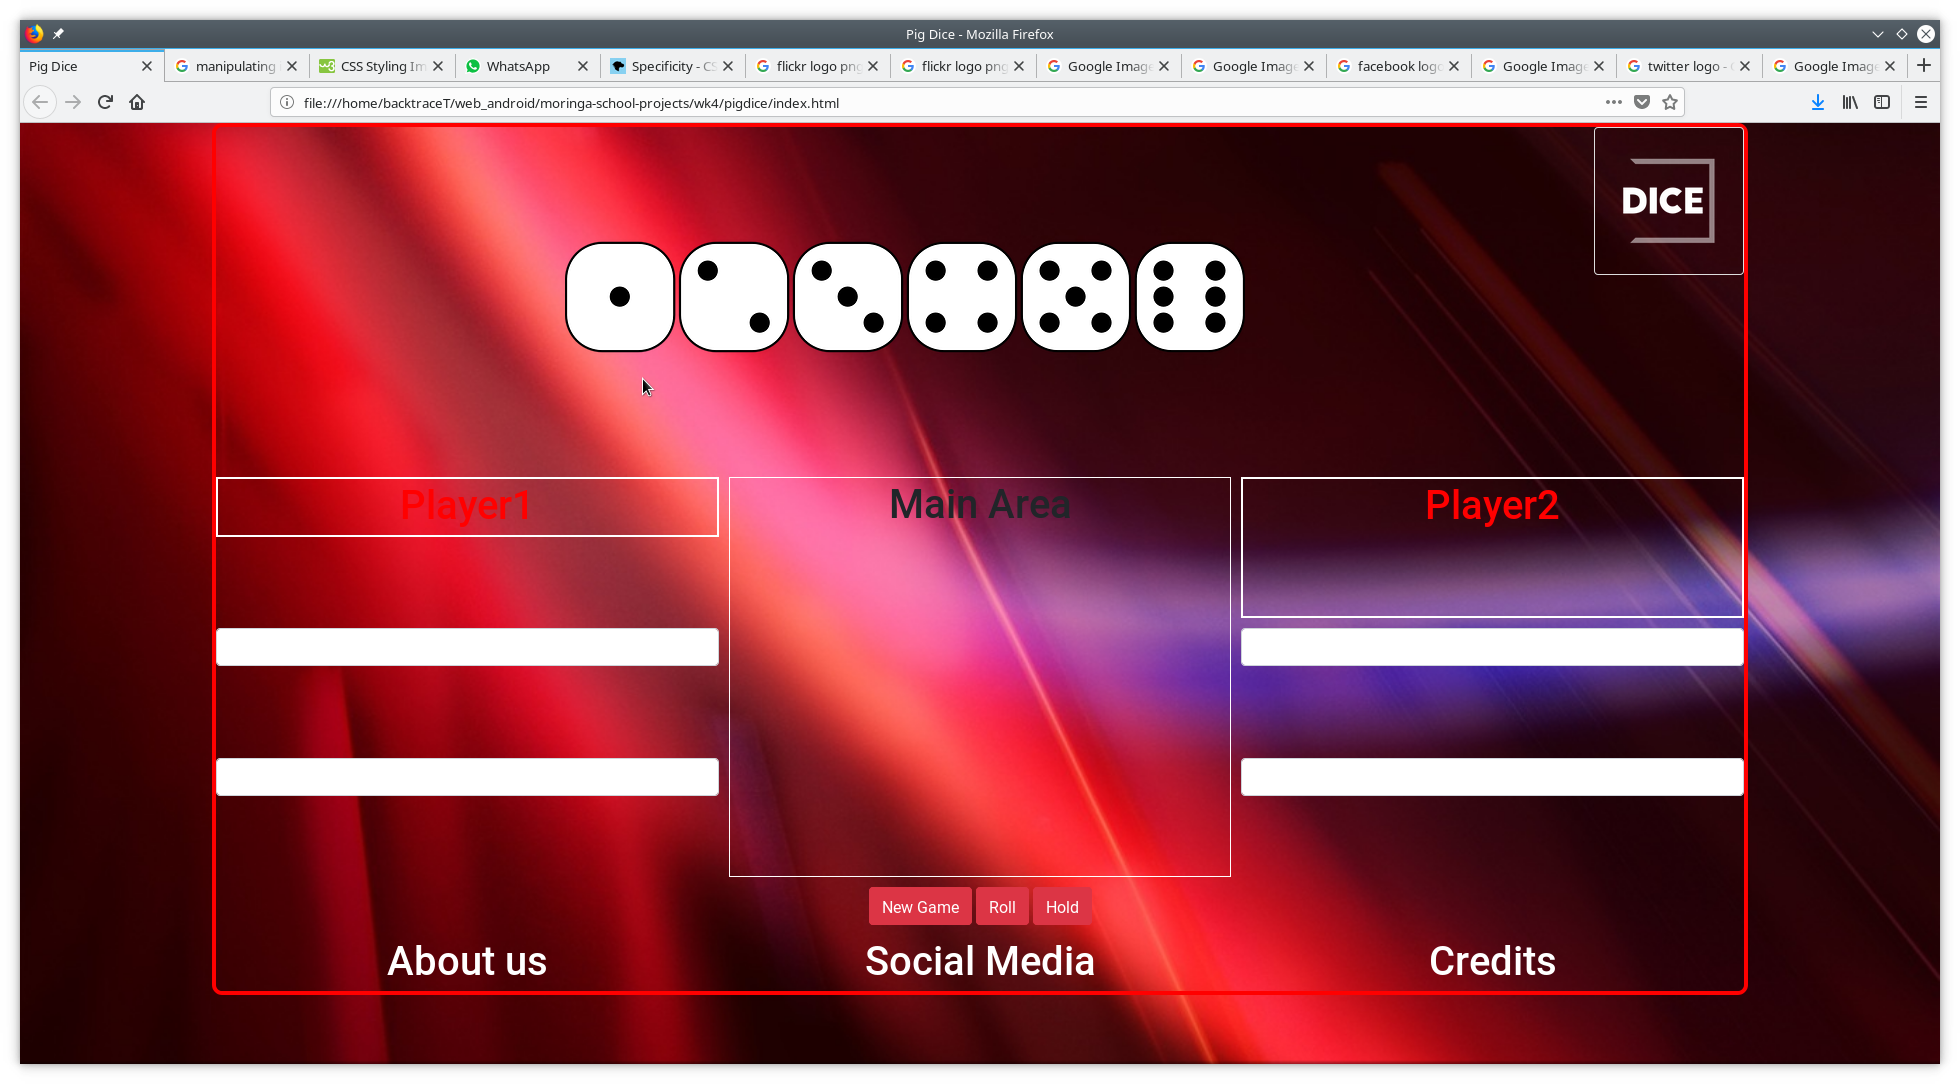 Pig Dice - Mozilla Firefox
Pig Dice
manipulating
CSS Styling Im
WhatsApp
Specificity - CS
flickr logo png
flickr logo png
Google Image
Google Image
facebook logo
Google Image
twitter logo -
Google Image
file:///home/backtraceT/web_android/moringa-school-projects/wk4/pigdice/index.html
DICE
Player1
Main Area
Player2
New Game
Roll
Hold
About us
Social Media
Credits